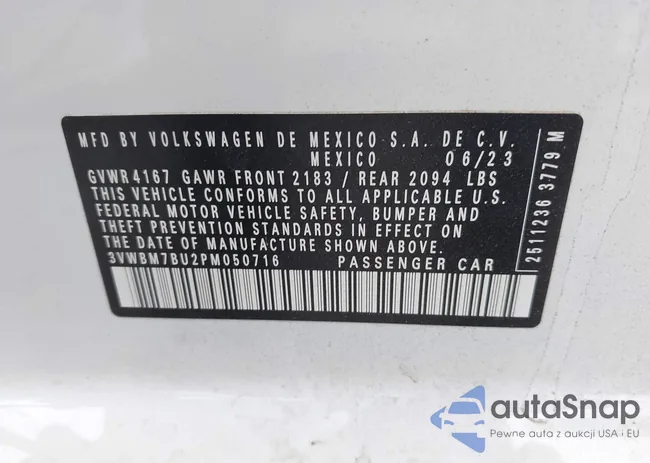 MFD BY VOLKSWAGEN DE MEXICO S.A. DE C.V.
MEXICO 06/23
GVWR 4167 GAWR FRONT 2183 / REAR 2094 LBS
THIS VEHICLE CONFORMS TO ALL APPLICABLE U.S.
FEDERAL MOTOR VEHICLE SAFETY, BUMPER AND
THEFT PREVENTION STANDARDS IN EFFECT ON
THE DATE OF MANUFACTURE SHOWN ABOVE.
3VWBM7BU2PM050716 PASSENGER CAR
2511236 3779 M
autoSnap
Pewne auta z aukcji USA i EU